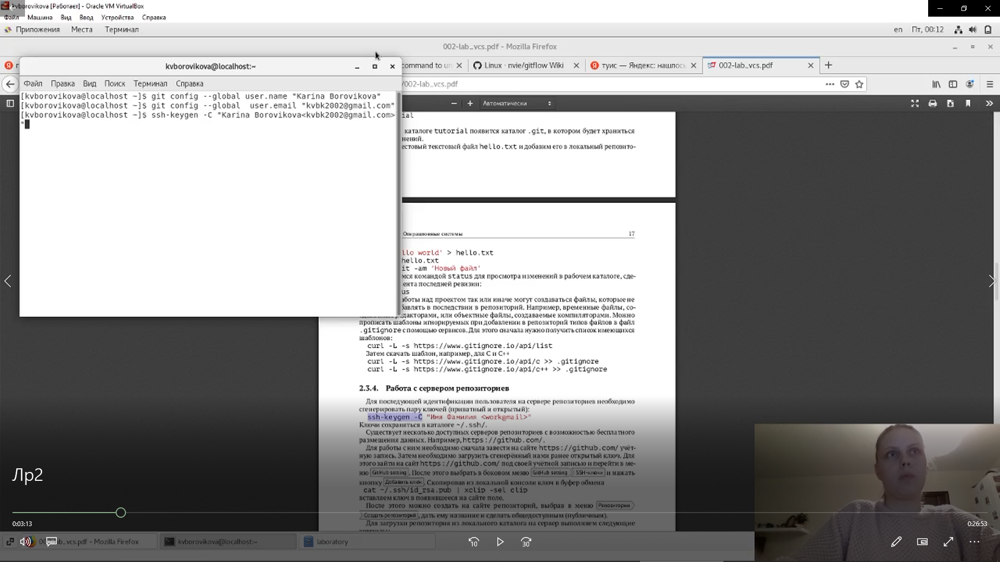 kvborovikova [Работает] - Oracle VM VirtualBox
Файл Машина Вид Ввод Устройства Справка
Приложения Места Терминал en Пт, 00:12
002-lab_vcs.pdf - Mozilla Firefox
command to un Linux · nvie/gitflow Wiki туис — Яндекс: нашлось 002-lab_vcs.pdf
/002-lab_vcs.pdf
Автоматически
kvborovikova@localhost:~
Файл Правка Вид Поиск Терминал Справка
[kvborovikova@localhost ~]$ git config --global user.name "Karina Borovikova"
[kvborovikova@localhost ~]$ git config --global  user.email "kvbk2002@gmail.com"
[kvborovikova@localhost ~]$ ssh-keygen -C "Karina Borovikova<kvbk2002@gmail.com>
"
ial
каталоге tutorial появится каталог .git, в котором будет храниться
нений.
естовый текстовый файл hello.txt и добавим его в локальный репозито-
Операционные системы 17
llo world' > hello.txt
hello.txt
it -am 'Новый файл'
мся командой status для просмотра изменений в рабочем каталоге, сде-
ента последней ревизии:
us
аботы над проектом так или иначе могут создаваться файлы, которые не
бавлять в последствии в репозиторий. Например, временные файлы, со-
редакторами, или объектные файлы, создаваемые компиляторами. Можно
прописать шаблоны игнорируемых при добавлении в репозиторий типов файлов в файл
.gitignore с помощью сервисов. Для этого сначала нужно получить список имеющихся
шаблонов:
curl -L -s https://www.gitignore.io/api/list
Затем скачать шаблон, например, для C и C++
curl -L -s https://www.gitignore.io/api/c >> .gitignore
curl -L -s https://www.gitignore.io/api/c++ >> .gitignore
2.3.4. Работа с сервером репозиториев
Для последующей идентификации пользователя на сервере репозиториев необходимо
сгенерировать пару ключей (приватный и открытый):
ssh-keygen -C "Имя Фамилия <work@mail>"
Ключи сохраняться в каталоге ~/.ssh/.
Существует несколько доступных серверов репозиториев с возможностью бесплатного
размещения данных. Например, https://github.com/.
Для работы с ним необходимо сначала завести на сайте https://github.com/ учёт-
ную запись. Затем необходимо загрузить сгенерённый нами ранее открытый ключ. Для
этого зайти на сайт https://github.com/ под своей учётной записью и перейти в ме-
ню GitHub setting . После этого выбрать в боковом меню GitHub setting SSH-ключи и нажать
кнопку Добавить ключ . Скопировав из локальной консоли ключ в буфер обмена
cat ~/.ssh/id_rsa.pub | xclip -sel clip
вставляем ключ в появившееся на сайте поле.
После этого можно создать на сайте репозиторий, выбрав в меню Репозитории
Создать репозиторий , дать ему название и сделать общедоступным (публичным).
Для загрузки репозитория из локального каталога на сервер выполняем следующие
команды:
Лр2
0:03:13 0:26:53
b_vcs.pdf - Mozilla Firefox kvborovikova@localhost:~ laboratory
10 30